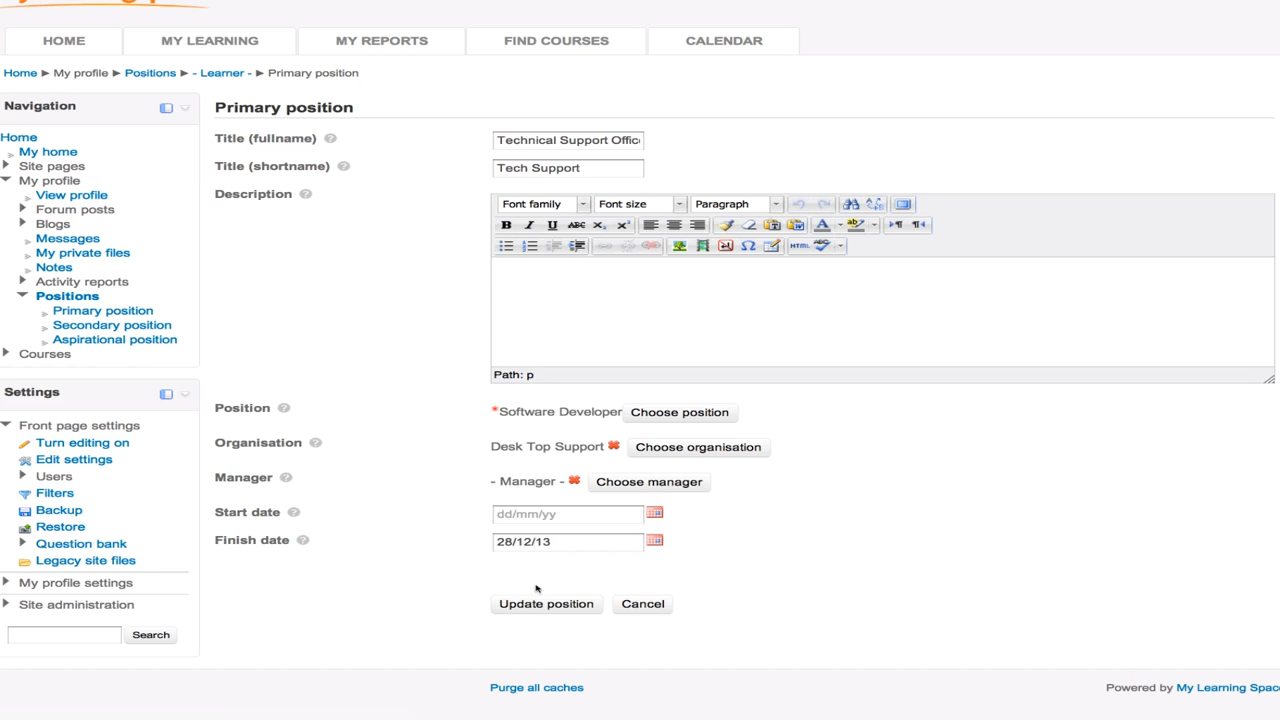 HOME MY LEARNING MY REPORTS FIND COURSES CALENDAR
Home ► My profile ► Positions ► - Learner - ► Primary position
Navigation
Home
My home
Site pages
My profile
View profile
Forum posts
Blogs
Messages
My private files
Notes
Activity reports
Positions
Primary position
Secondary position
Aspirational position
Courses
Settings
Front page settings
Turn editing on
Edit settings
Users
Filters
Backup
Restore
Question bank
Legacy site files
My profile settings
Site administration
Search
Primary position
Title (fullname) Technical Support Offic
Title (shortname) Tech Support
Description
Font family Font size Paragraph
B I U ABC X₂ X² A ab
Ω HTML ABC
Path: p
Position *Software Developer Choose position
Organisation Desk Top Support Choose organisation
Manager - Manager - Choose manager
Start date dd/mm/yy
Finish date 28/12/13
Update position Cancel
Purge all caches
Powered by My Learning Spac